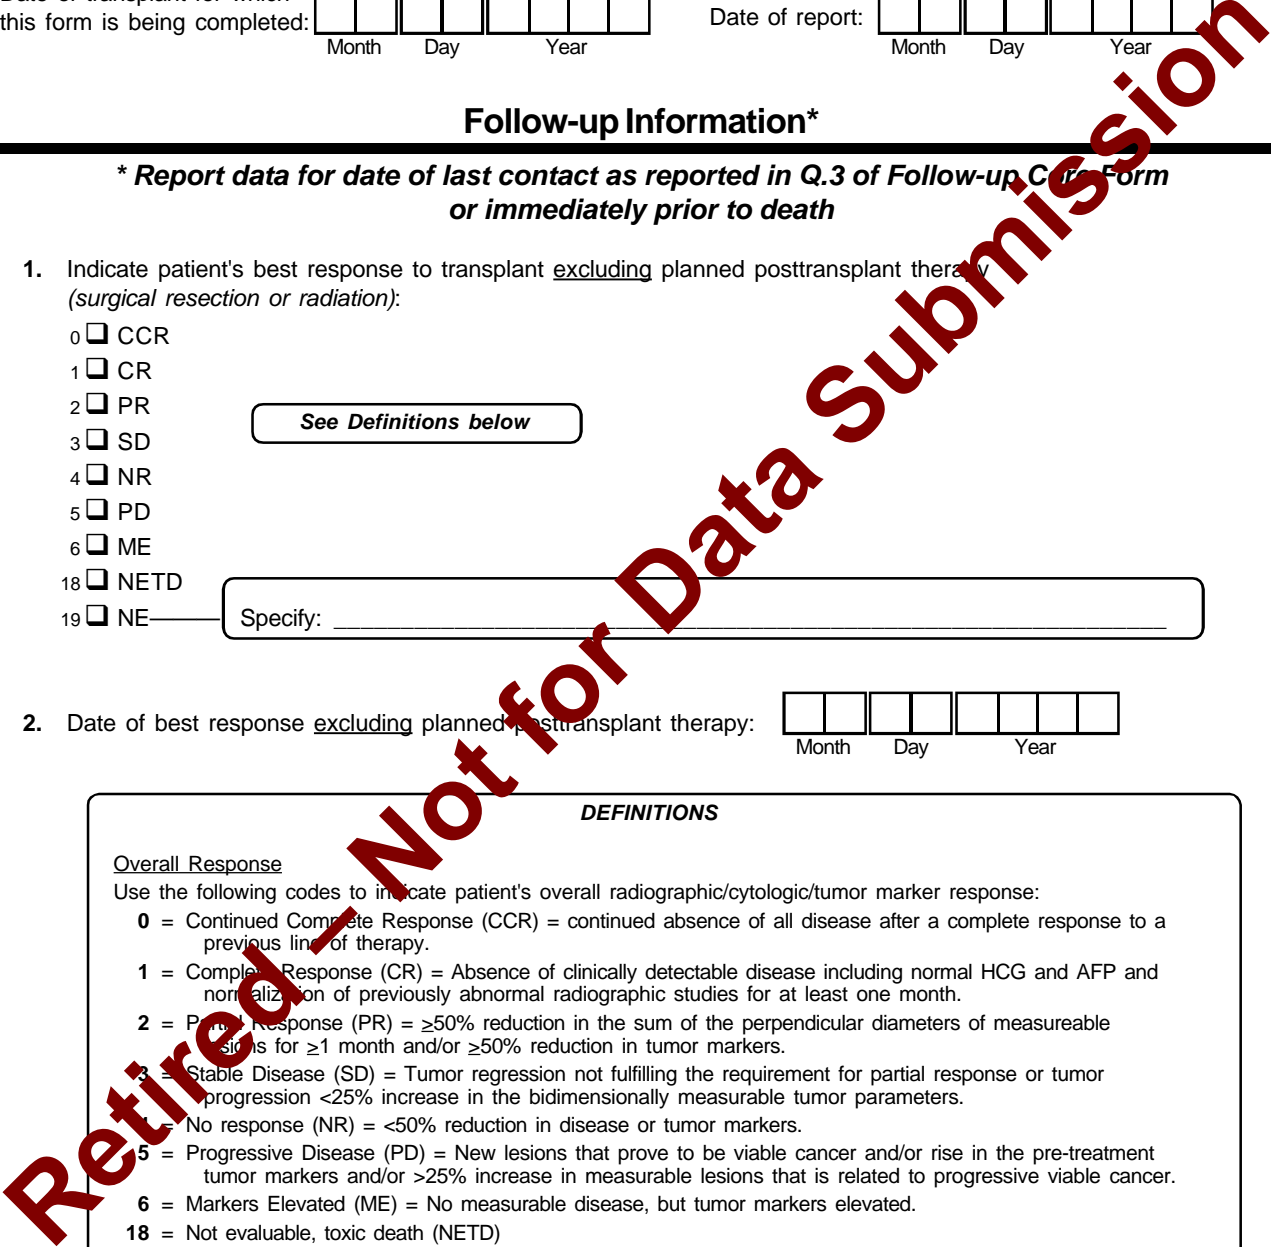 this form is being completed:
Date of report:
Month Day Year
Month Day Year
Follow-up Information*
* Report data for date of last contact as reported in Q.3 of Follow-up Core Form
or immediately prior to death
1. Indicate patient's best response to transplant excluding planned posttransplant therapy
(surgical resection or radiation):
0 ❑ CCR
1 ❑ CR
2 ❑ PR
See Definitions below
3 ❑ SD
4 ❑ NR
5 ❑ PD
6 ❑ ME
18 ❑ NETD
19 ❑ NE
Specify:
2. Date of best response excluding planned posttransplant therapy:
Month Day Year
DEFINITIONS
Overall Response
Use the following codes to indicate patient's overall radiographic/cytologic/tumor marker response:
0 = Continued Complete Response (CCR) = continued absence of all disease after a complete response to a
previous line of therapy.
1 = Complete Response (CR) = Absence of clinically detectable disease including normal HCG and AFP and
normalization of previously abnormal radiographic studies for at least one month.
2 = Partial Response (PR) = ≥50% reduction in the sum of the perpendicular diameters of measureable
lesions for ≥1 month and/or ≥50% reduction in tumor markers.
3 = Stable Disease (SD) = Tumor regression not fulfilling the requirement for partial response or tumor
progression <25% increase in the bidimensionally measurable tumor parameters.
4 = No response (NR) = <50% reduction in disease or tumor markers.
5 = Progressive Disease (PD) = New lesions that prove to be viable cancer and/or rise in the pre-treatment
tumor markers and/or >25% increase in measurable lesions that is related to progressive viable cancer.
6 = Markers Elevated (ME) = No measurable disease, but tumor markers elevated.
18 = Not evaluable, toxic death (NETD)
Retired – Not for Data Submission